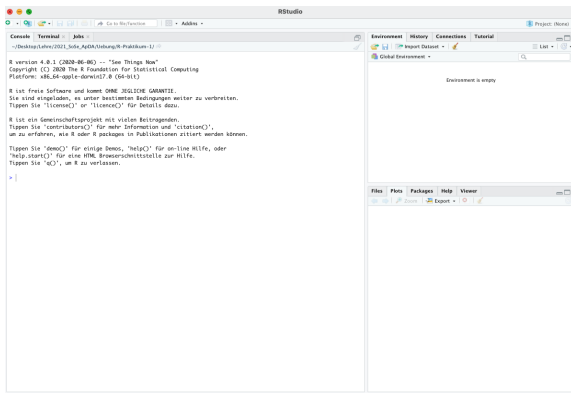 RStudio
Go to file/function
Addins
Project: (None)
Console Terminal Jobs
~/Desktop/Lehre/2021_SoSe_ApDA/Uebung/R-Praktikum-1/
R version 4.0.1 (2020-06-06) -- "See Things Now"
Copyright (C) 2020 The R Foundation for Statistical Computing
Platform: x86_64-apple-darwin17.0 (64-bit)
R ist freie Software und kommt OHNE JEGLICHE GARANTIE.
Sie sind eingeladen, es unter bestimmten Bedingungen weiter zu verbreiten.
Tippen Sie 'license()' or 'licence()' für Details dazu.
R ist ein Gemeinschaftsprojekt mit vielen Beitragenden.
Tippen Sie 'contributors()' für mehr Information und 'citation()',
um zu erfahren, wie R oder R packages in Publikationen zitiert werden können.
Tippen Sie 'demo()' für einige Demos, 'help()' für on-line Hilfe, oder
'help.start()' für eine HTML Browserschnittstelle zur Hilfe.
Tippen Sie 'q()', um R zu verlassen.
>
Environment History Connections Tutorial
Import Dataset
List
Global Environment
Environment is empty
Files Plots Packages Help Viewer
Zoom Export